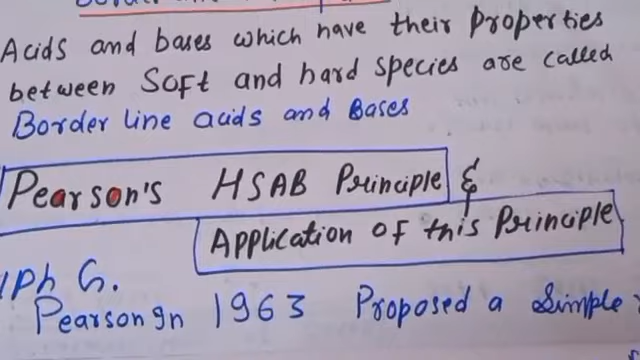 Acids and bases which have their Properties
between Soft and hard species are called
Border Line acids and Bases
Pearson's HSAB Principle &
Application of this Principle
lph G.
Pearson In 1963 Proposed a Simple